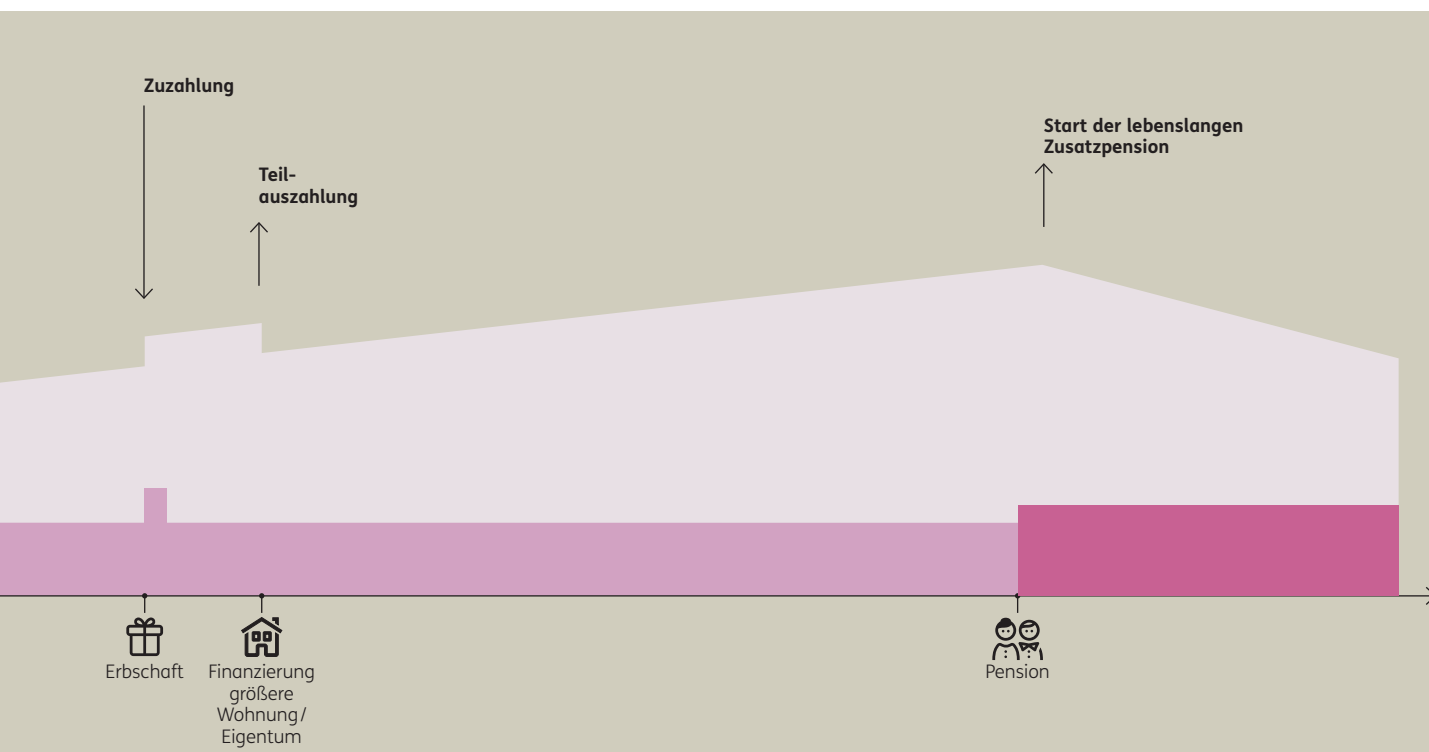 Zuzahlung
Teil-
auszahlung
Start der lebenslangen
Zusatzpension
Erbschaft
Finanzierung
größere
Wohnung/
Eigentum
Pension